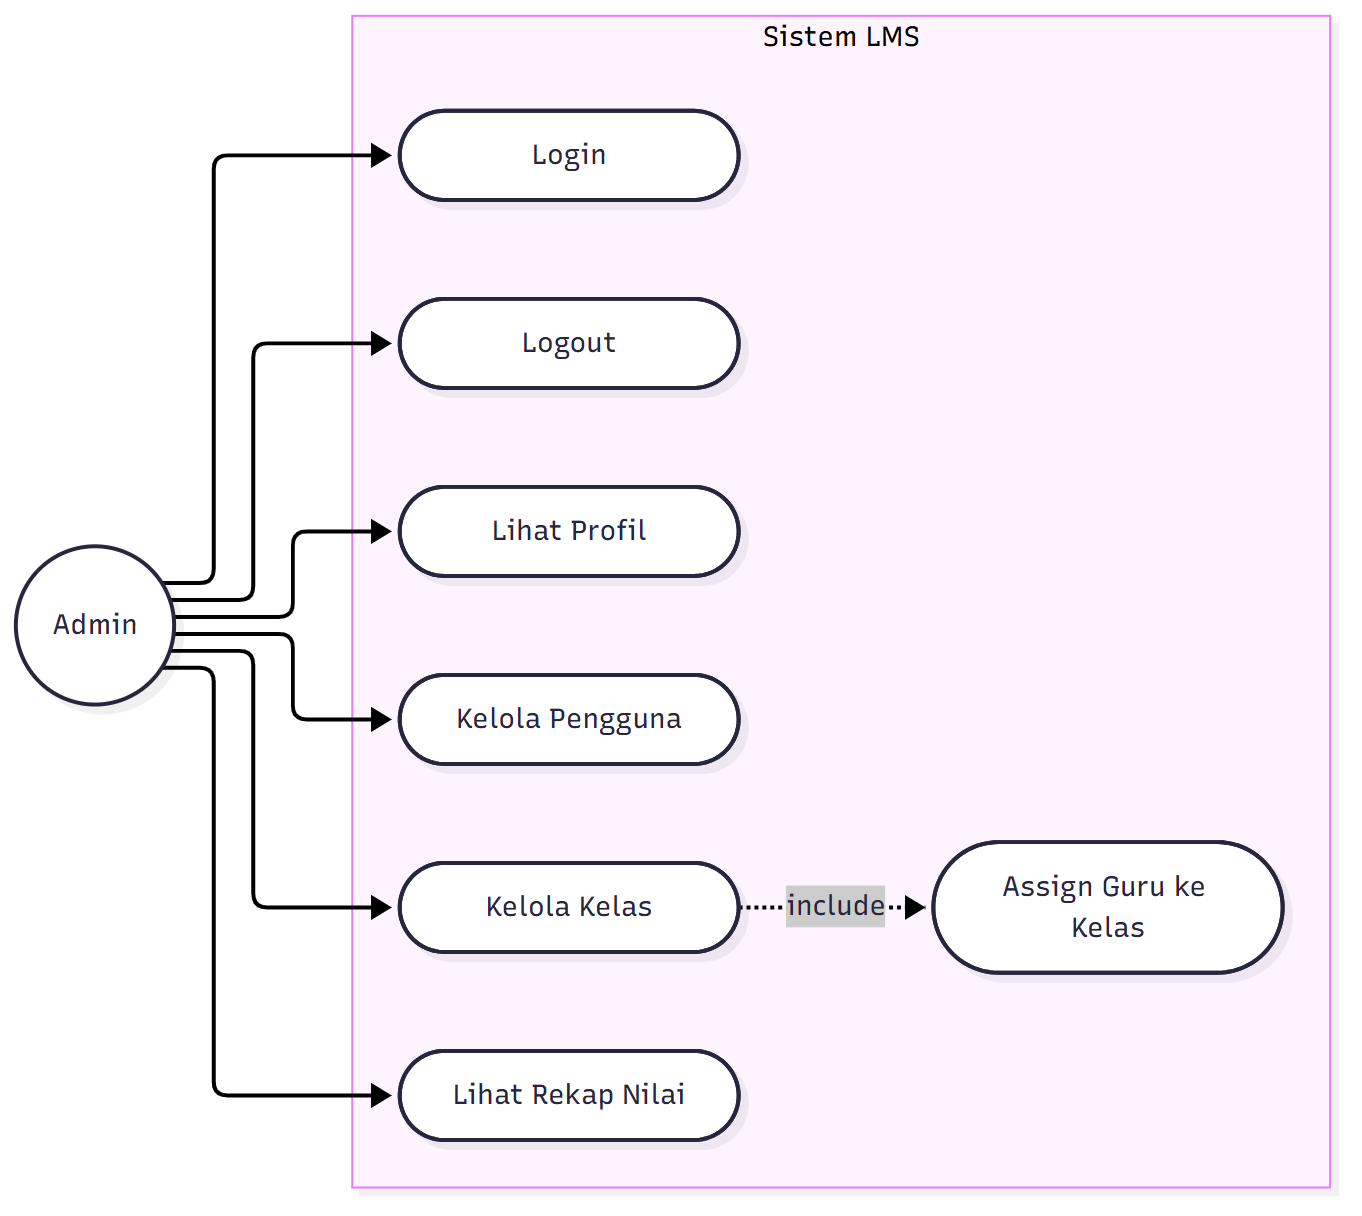 Sistem LMS
Login
Logout
Lihat Profil
Admin
Kelola Pengguna
Kelola Kelas
include
Assign Guru ke
Kelas
Lihat Rekap Nilai